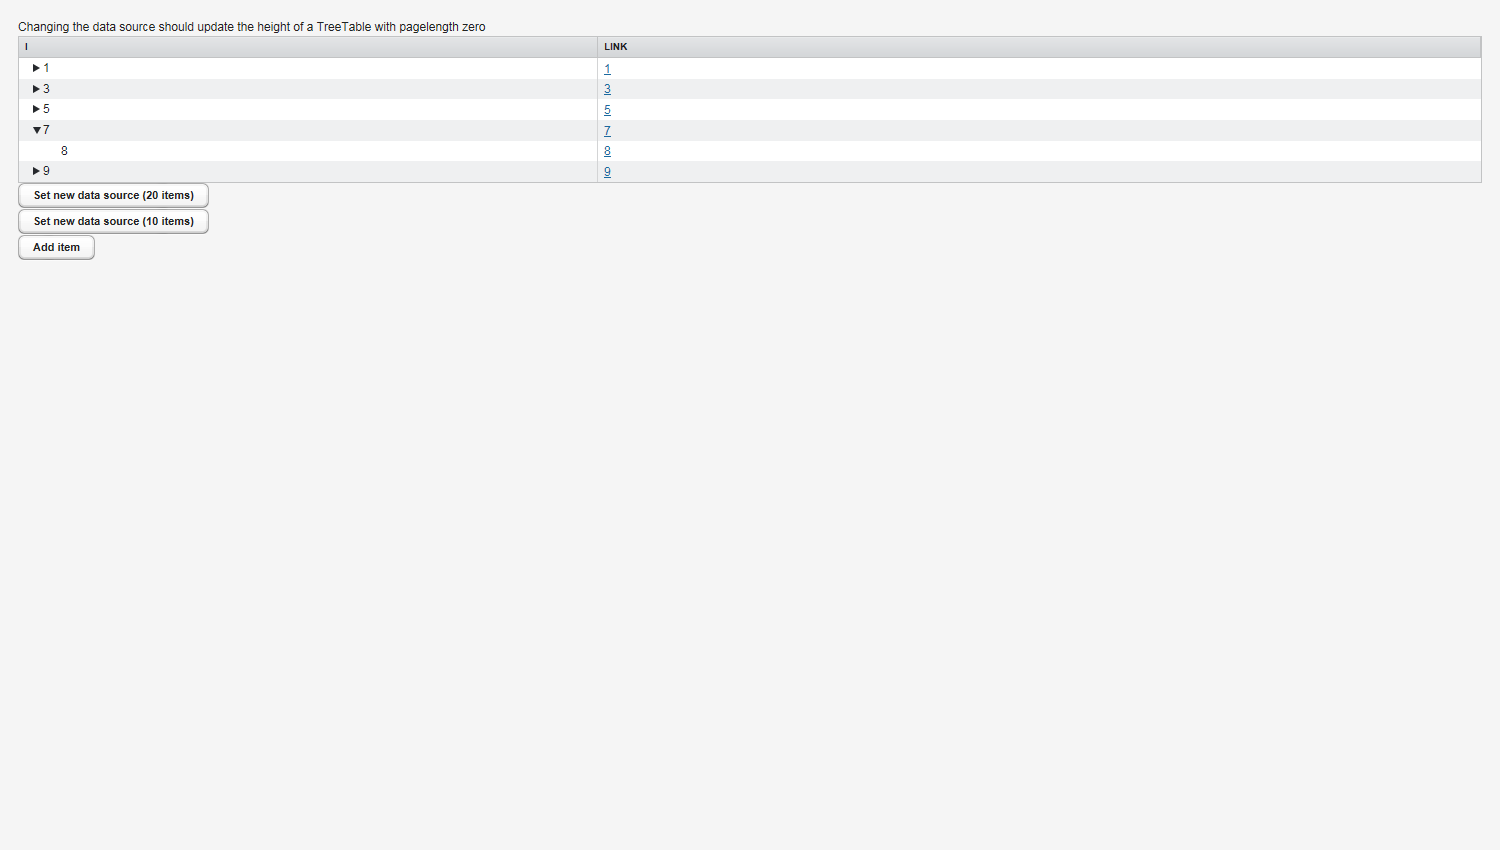 Changing the data source should update the height of a TreeTable with pagelength zero
I LINK
1 1
3 3
5 5
7 7
8 8
9 9
Set new data source (20 items)
Set new data source (10 items)
Add item